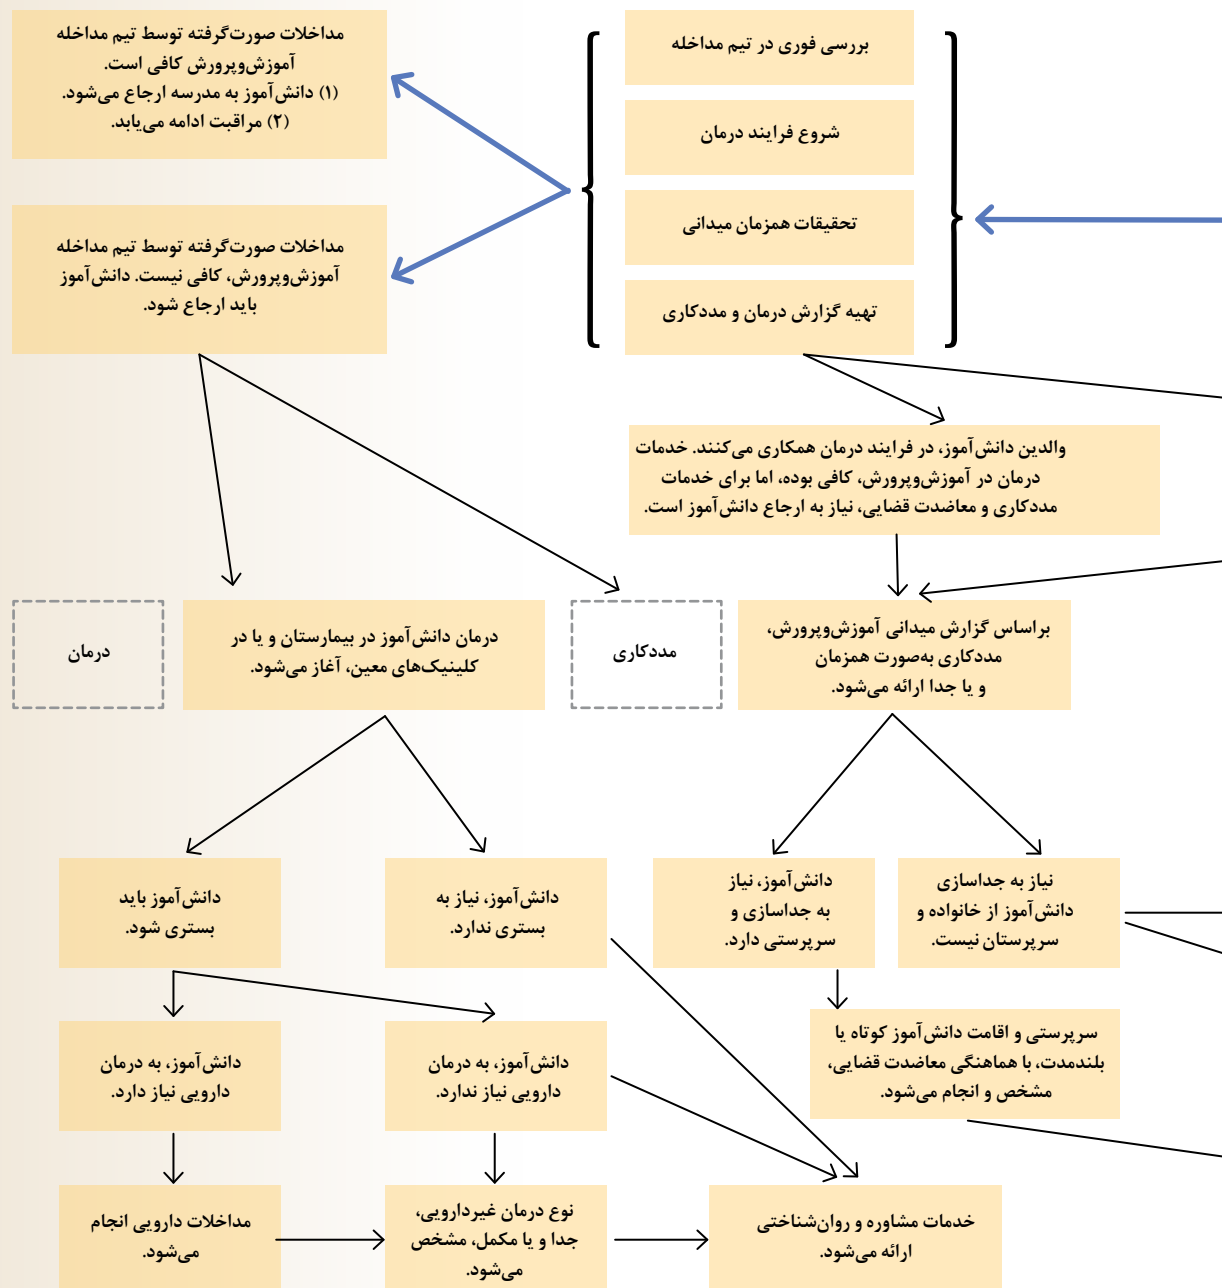 بررسی فوری در تیم مداخله
شروع فرایند درمان
تحقیقات همزمان میدانی
تهیه گزارش درمان و مددکاری
مداخلات صورت‌گرفته توسط تیم مداخله
آموزش‌وپرورش کافی است.
(۱) دانش‌آموز به مدرسه ارجاع می‌شود.
(۲) مراقبت ادامه می‌یابد.
مداخلات صورت‌گرفته توسط تیم مداخله
آموزش‌وپرورش، کافی نیست. دانش‌آموز
باید ارجاع شود.
والدین دانش‌آموز، در فرایند درمان همکاری می‌کنند. خدمات
درمان در آموزش‌وپرورش، کافی بوده، اما برای خدمات
مددکاری و معاضدت قضایی، نیاز به ارجاع دانش‌آموز است.
براساس گزارش میدانی آموزش‌وپرورش،
مددکاری به‌صورت همزمان
و یا جدا ارائه می‌شود.
مددکاری
درمان دانش‌آموز در بیمارستان و یا در
کلینیک‌های معین، آغاز می‌شود.
درمان
نیاز به جداسازی
دانش‌آموز از خانواده و
سرپرستان نیست.
دانش‌آموز، نیاز
به جداسازی و
سرپرستی دارد.
دانش‌آموز، نیاز به
بستری ندارد.
دانش‌آموز باید
بستری شود.
سرپرستی و اقامت دانش‌آموز کوتاه یا
بلندمدت، با هماهنگی معاضدت قضایی،
مشخص و انجام می‌شود.
دانش‌آموز، به درمان
دارویی نیاز ندارد.
دانش‌آموز، به درمان
دارویی نیاز دارد.
خدمات مشاوره و روان‌شناختی
ارائه می‌شود.
نوع درمان غیردارویی،
جدا و یا مکمل، مشخص
می‌شود.
مداخلات دارویی انجام
می‌شود.